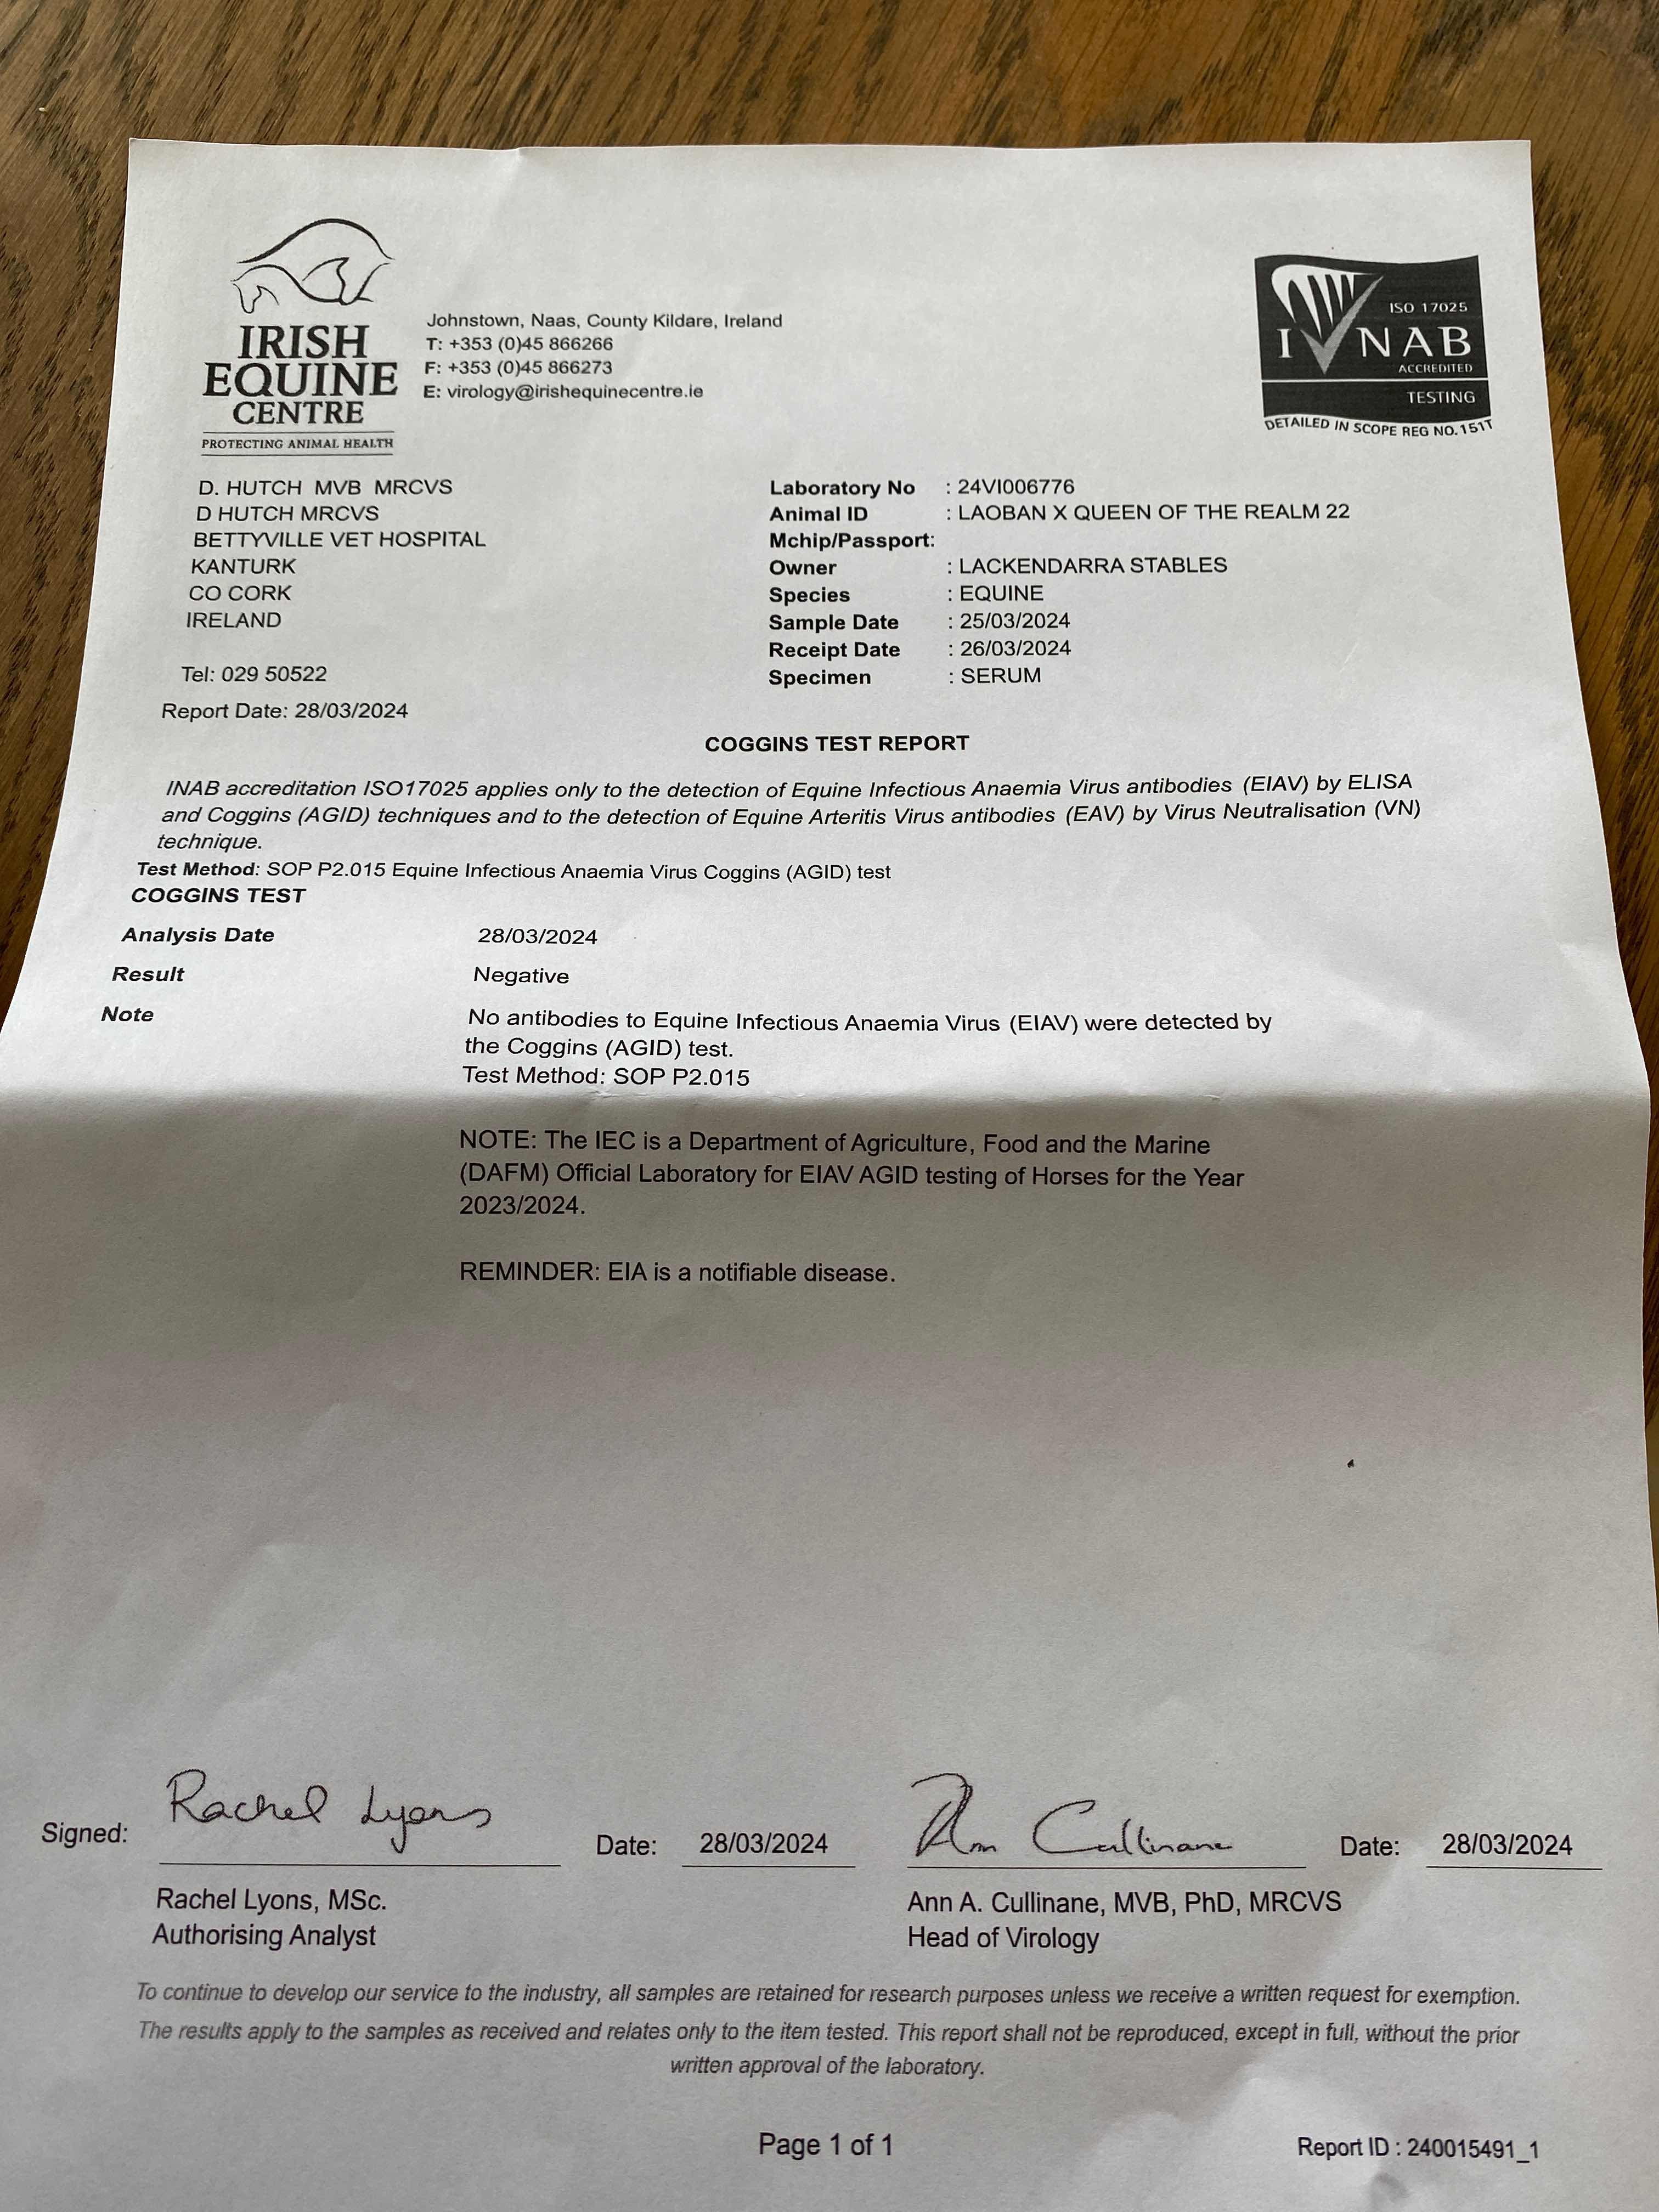 IRISH
EQUINE
CENTRE
PROTECTING ANIMAL HEALTH
Johnstown, Naas, County Kildare, Ireland
T: +353 (0)45 866266
F: +353 (0)45 866273
E: virology@irishequinecentre.ie
ISO 17025
INAB
ACCREDITED
TESTING
DETAILED IN SCOPE REG NO. 151T
D. HUTCH MVB MRCVS
D HUTCH MRCVS
BETTYVILLE VET HOSPITAL
KANTURK
CO CORK
IRELAND
Tel: 029 50522
Report Date: 28/03/2024
Laboratory No : 24VI006776
Animal ID : LAOBAN X QUEEN OF THE REALM 22
Mchip/Passport:
Owner : LACKENDARRA STABLES
Species : EQUINE
Sample Date : 25/03/2024
Receipt Date : 26/03/2024
Specimen : SERUM
COGGINS TEST REPORT
INAB accreditation ISO17025 applies only to the detection of Equine Infectious Anaemia Virus antibodies (EIAV) by ELISA
and Coggins (AGID) techniques and to the detection of Equine Arteritis Virus antibodies (EAV) by Virus Neutralisation (VN)
technique.
Test Method: SOP P2.015 Equine Infectious Anaemia Virus Coggins (AGID) test
COGGINS TEST
Analysis Date 28/03/2024
Result Negative
Note No antibodies to Equine Infectious Anaemia Virus (EIAV) were detected by
the Coggins (AGID) test.
Test Method: SOP P2.015
NOTE: The IEC is a Department of Agriculture, Food and the Marine
(DAFM) Official Laboratory for EIAV AGID testing of Horses for the Year
2023/2024.
REMINDER: EIA is a notifiable disease.
Signed: Rachel Lyons Date: 28/03/2024 Ann Cullinane Date: 28/03/2024
Rachel Lyons, MSc.
Authorising Analyst
Ann A. Cullinane, MVB, PhD, MRCVS
Head of Virology
To continue to develop our service to the industry, all samples are retained for research purposes unless we receive a written request for exemption.
The results apply to the samples as received and relates only to the item tested. This report shall not be reproduced, except in full, without the prior
written approval of the laboratory.
Page 1 of 1
Report ID : 240015491_1